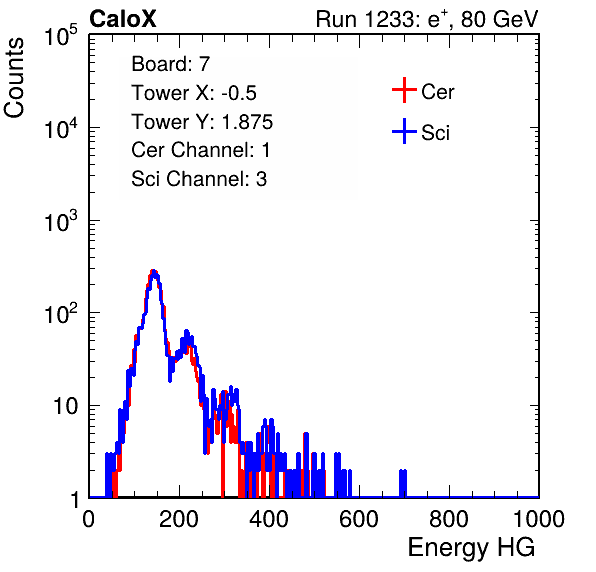 CaloX Run 1233: e⁺, 80 GeV
Counts
Board: 7
Tower X: -0.5
Tower Y: 1.875
Cer Channel: 1
Sci Channel: 3
Cer
Sci
10⁵
10⁴
10³
10²
10
1
0 200 400 600 800 1000
Energy HG